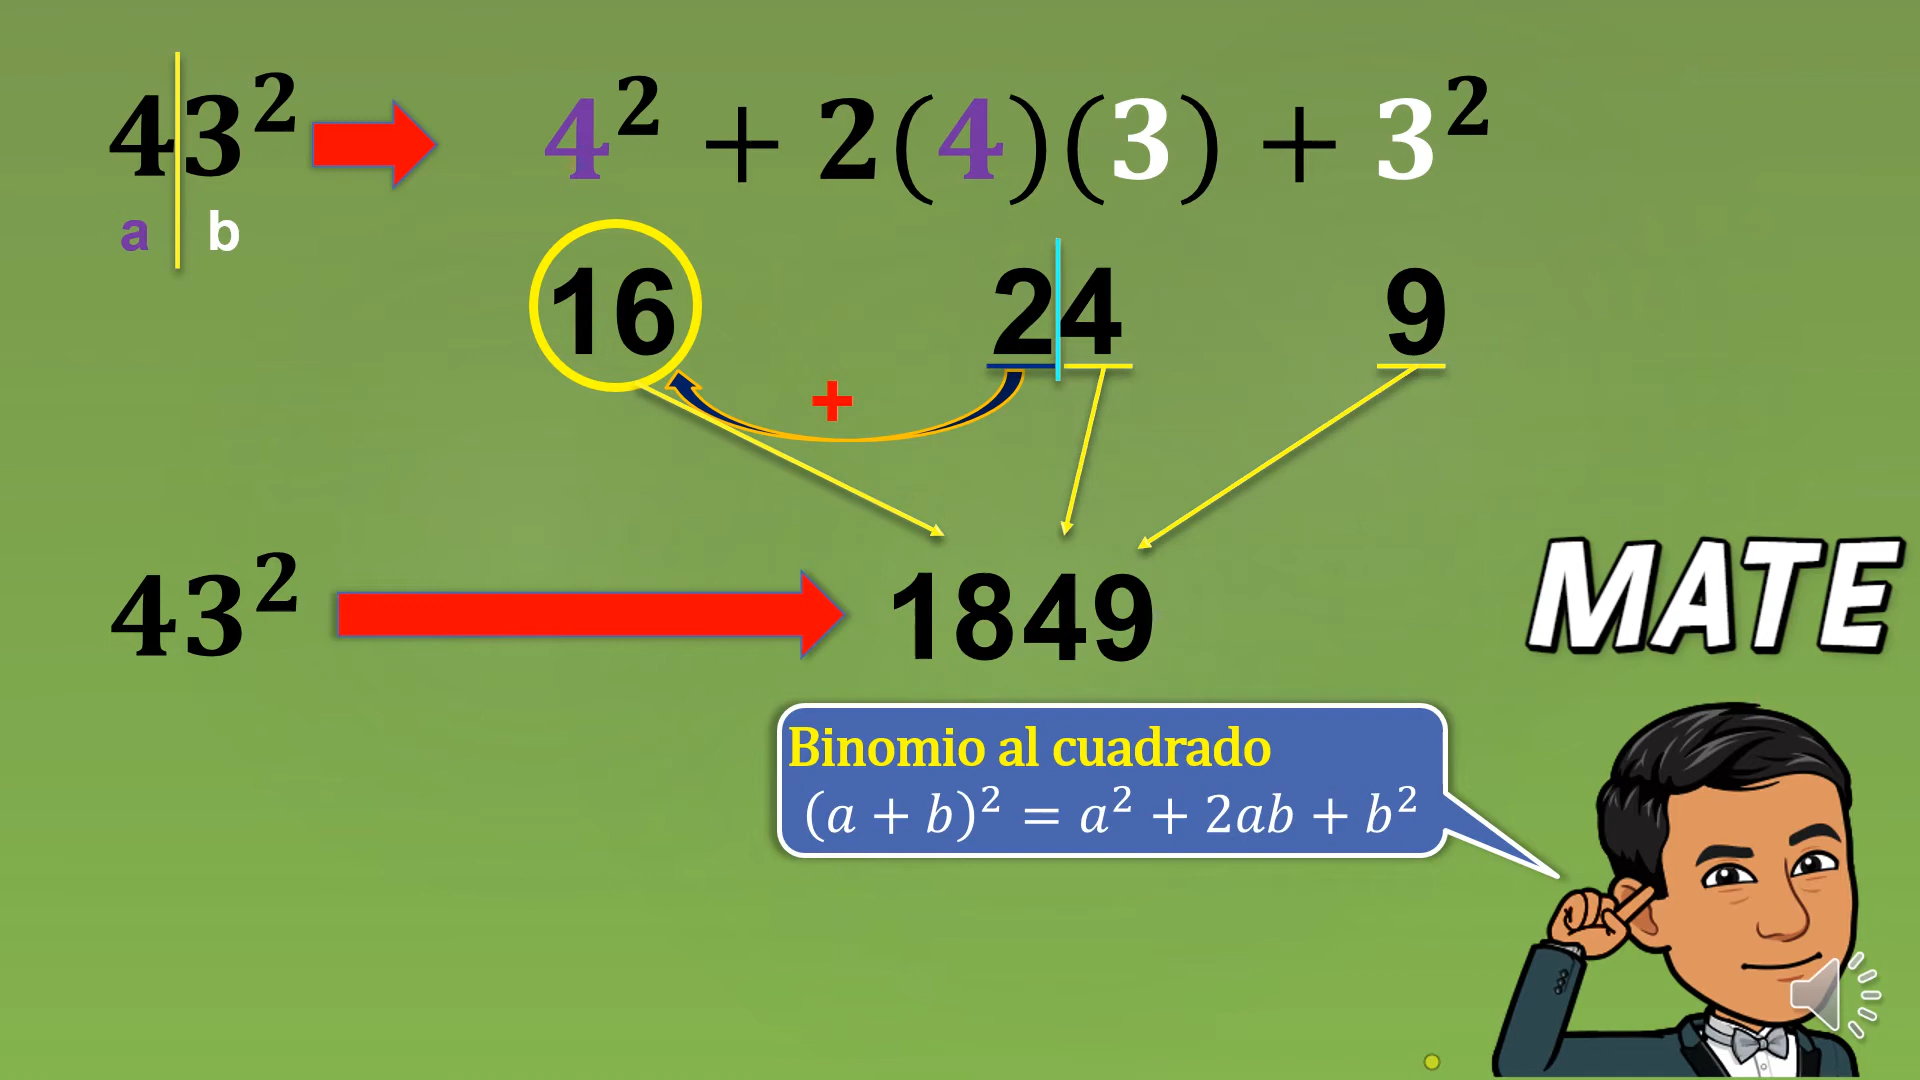 43² 4² + 2(4)(3) + 3²
a b
16 24 9
+
43² 1849
MATE
Binomio al cuadrado
(a + b)² = a² + 2ab + b²